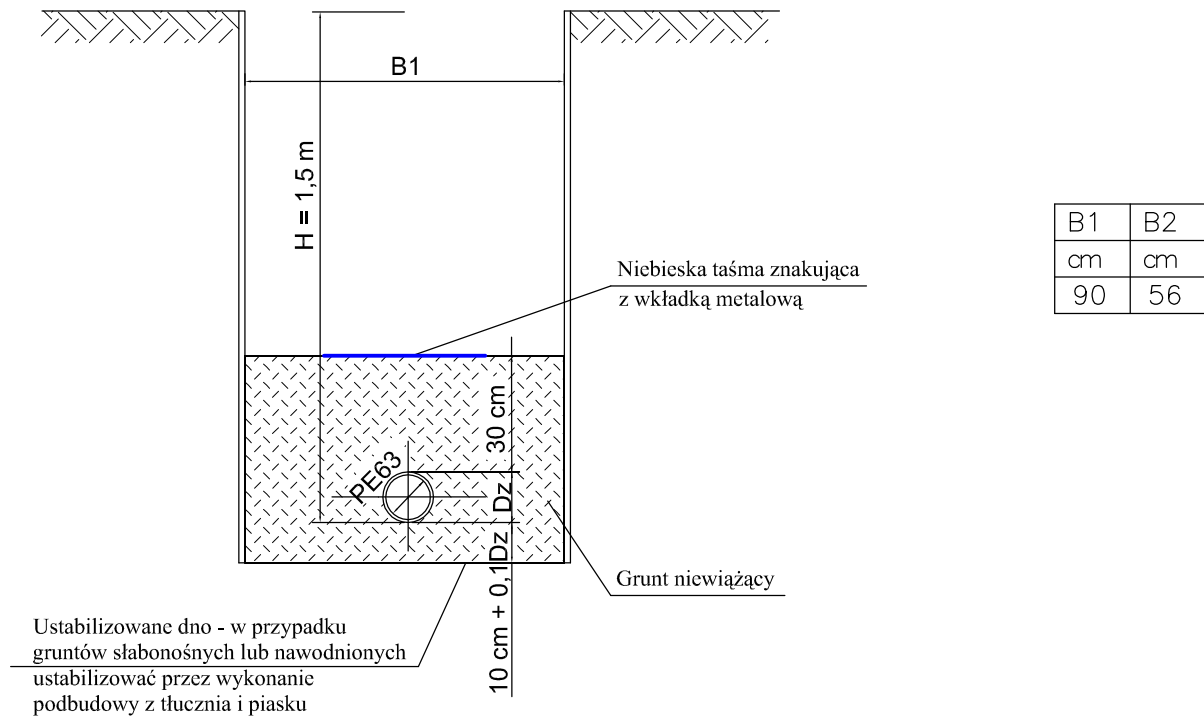 B1
H = 1,5 m
Niebieska taśma znakująca
z wkładką metalową
B1 B2
cm cm
90 56
30 cm
PE63
Dz
10 cm + 0,1Dz
Grunt niewiążący
Ustabilizowane dno - w przypadku
gruntów słabonośnych lub nawodnionych
ustabilizować przez wykonanie
podbudowy z tłucznia i piasku